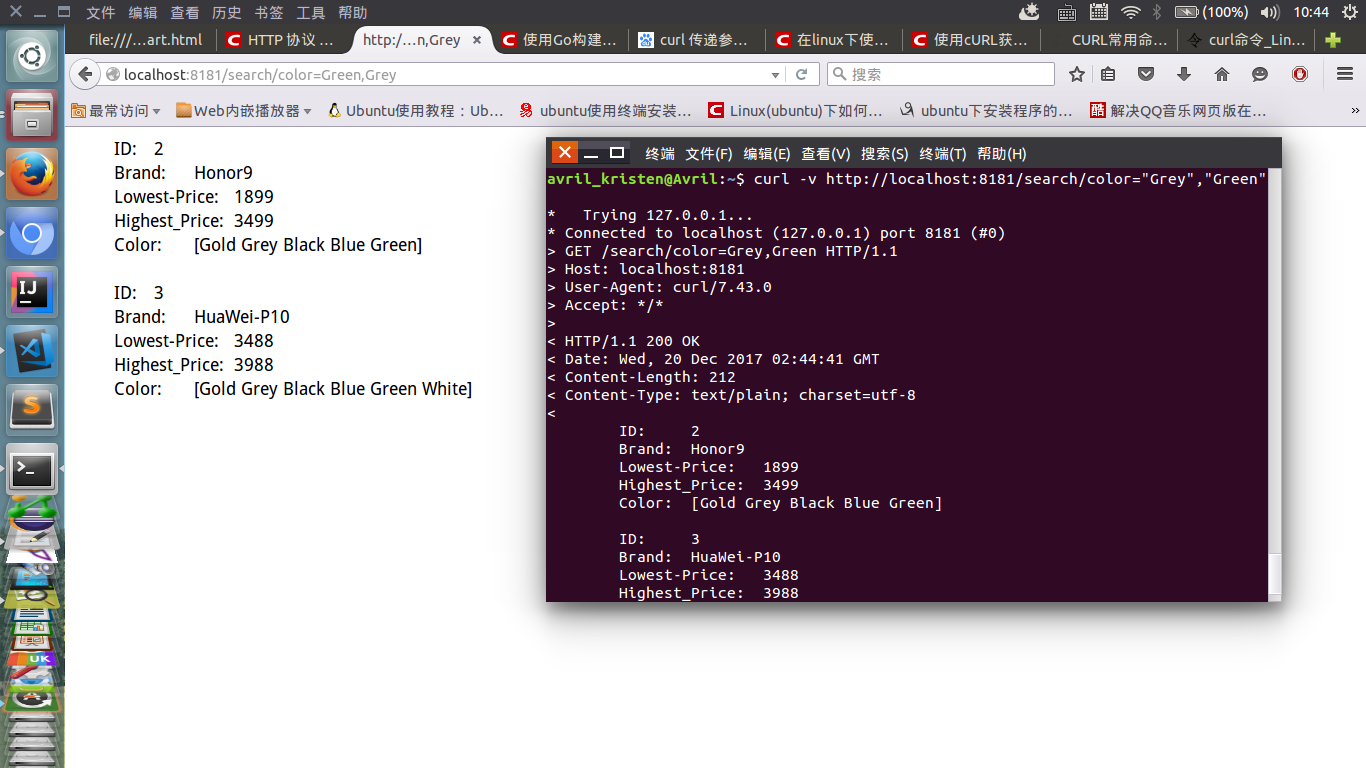 文件 编辑 查看 历史 书签 工具 帮助
(100%) 10:44
file:///...art.html
HTTP 协议 ...
http:/...n,Grey
使用Go构建...
curl 传递参...
在linux下使...
使用cURL获...
CURL常用命...
curl命令_Lin...
localhost:8181/search/color=Green,Grey
搜索
最常访问
Web内嵌播放器
Ubuntu使用教程：Ub...
ubuntu使用终端安装...
Linux(ubuntu)下如何...
ubuntu下安装程序的...
解决QQ音乐网页版在...
ID: 2
Brand: Honor9
Lowest-Price: 1899
Highest_Price: 3499
Color: [Gold Grey Black Blue Green]
ID: 3
Brand: HuaWei-P10
Lowest-Price: 3488
Highest_Price: 3988
Color: [Gold Grey Black Blue Green White]
终端 文件(F) 编辑(E) 查看(V) 搜索(S) 终端(T) 帮助(H)
avril_kristen@Avril:~$ curl -v http://localhost:8181/search/color="Grey","Green"
* Trying 127.0.0.1...
* Connected to localhost (127.0.0.1) port 8181 (#0)
> GET /search/color=Grey,Green HTTP/1.1
> Host: localhost:8181
> User-Agent: curl/7.43.0
> Accept: */*
>
< HTTP/1.1 200 OK
< Date: Wed, 20 Dec 2017 02:44:41 GMT
< Content-Length: 212
< Content-Type: text/plain; charset=utf-8
<
ID: 2
Brand: Honor9
Lowest-Price: 1899
Highest_Price: 3499
Color: [Gold Grey Black Blue Green]
ID: 3
Brand: HuaWei-P10
Lowest-Price: 3488
Highest_Price: 3988
IJ
S
UK